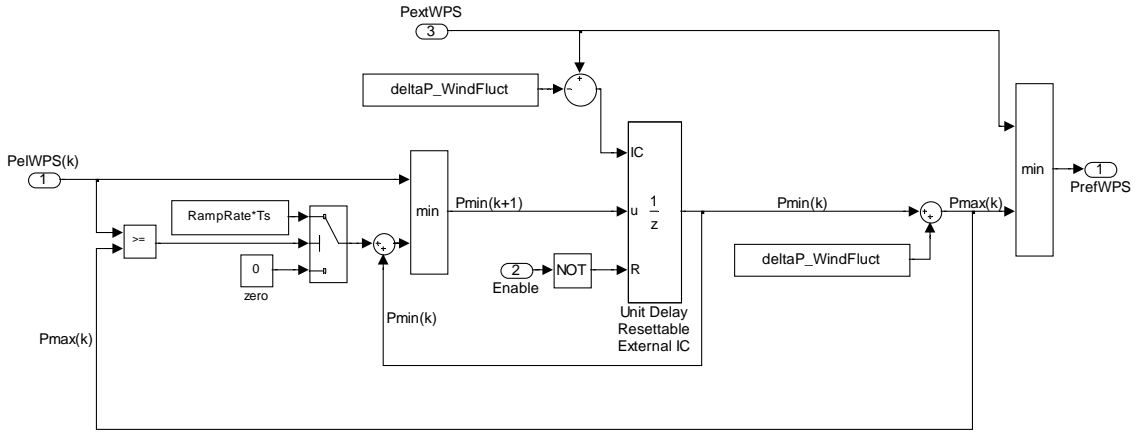 PextWPS
3
deltaP_WindFluct
+
−
PelWPS(k)
1
IC
min
PrefWPS
1
min
Pmin(k+1)
u
1
z
Pmin(k)
Pmax(k)
+
+
RampRate*Ts
>=
+
+
deltaP_WindFluct
0
zero
2
Enable
NOT
R
Unit Delay
Resettable
External IC
Pmin(k)
Pmax(k)